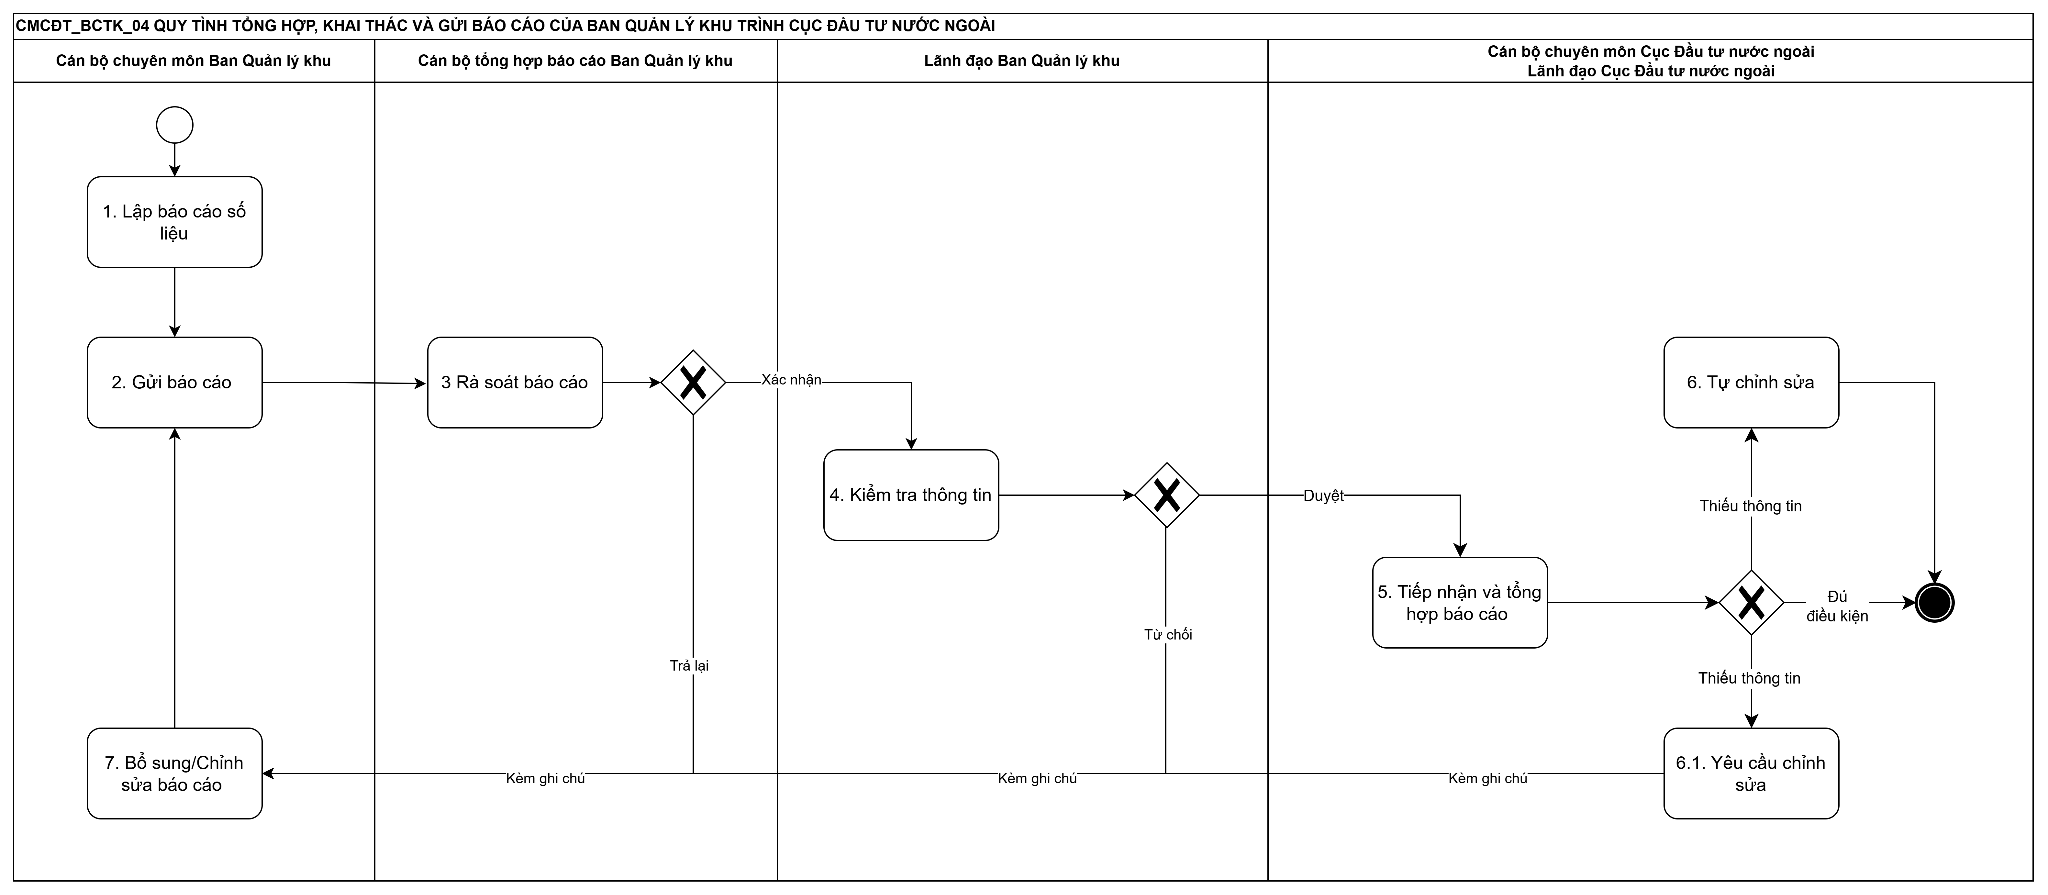 CMCĐT_BCTK_04 QUY TÌNH TỔNG HỢP, KHAI THÁC VÀ GỬI BÁO CÁO CỦA BAN QUẢN LÝ KHU TRÌNH CỤC ĐẦU TƯ NƯỚC NGOÀI
Cán bộ chuyên môn Ban Quản lý khu
Cán bộ tổng hợp báo cáo Ban Quản lý khu
Lãnh đạo Ban Quản lý khu
Cán bộ chuyên môn Cục Đầu tư nước ngoài
Lãnh đạo Cục Đầu tư nước ngoài
1. Lập báo cáo số
liệu
2. Gửi báo cáo
3 Rà soát báo cáo
Xác nhận
6. Tự chỉnh sửa
4. Kiểm tra thông tin
Duyệt
Thiếu thông tin
5. Tiếp nhận và tổng
hợp báo cáo
Đủ
điều kiện
Từ chối
Trả lại
Thiếu thông tin
7. Bổ sung/Chỉnh
sửa báo cáo
Kèm ghi chú
Kèm ghi chú
Kèm ghi chú
6.1. Yêu cầu chỉnh
sửa